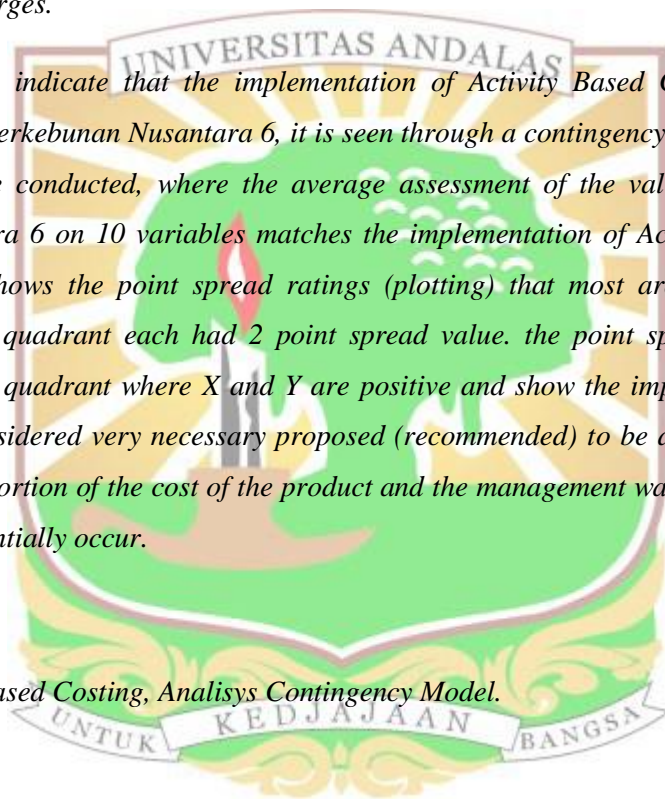 rges.
UNIVERSITAS ANDALAS
indicate that the implementation of Activity Based
erkebunan Nusantara 6, it is seen through a contingency
conducted, where the average assessment of the val
ra 6 on 10 variables matches the implementation of Ac
hows the point spread ratings (plotting) that most ar
quadrant each had 2 point spread value. the point sp
quadrant where X and Y are positive and show the imp
sidered very necessary proposed (recommended) to be a
ortion of the cost of the product and the management wa
ntially occur.
ased Costing, Analisys Contingency Model.
UNTUK KEDJAJAAN BANGSA